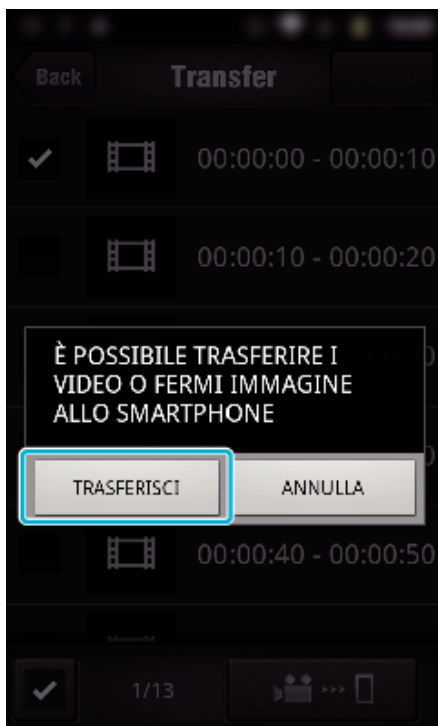 Back
Transfer
Manual
00:00:00 - 00:00:10
00:00:10 - 00:00:20
È POSSIBILE TRASFERIRE I
VIDEO O FERMI IMMAGINE
ALLO SMARTPHONE
TRASFERISCI
ANNULLA
00:00:40 - 00:00:50
1/13